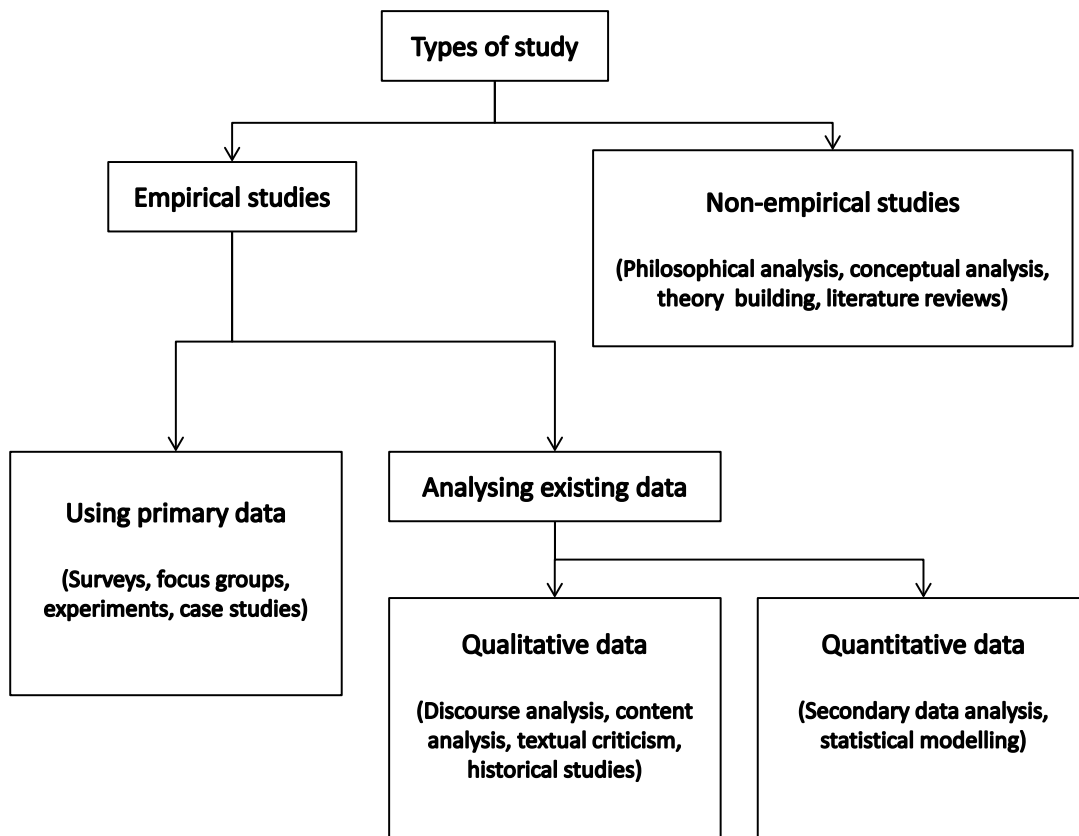 Types of study
Empirical studies
Non-empirical studies
(Philosophical analysis, conceptual analysis,
theory building, literature reviews)
Using primary data
(Surveys, focus groups,
experiments, case studies)
Analysing existing data
Qualitative data
(Discourse analysis, content
analysis, textual criticism,
historical studies)
Quantitative data
(Secondary data analysis,
statistical modelling)